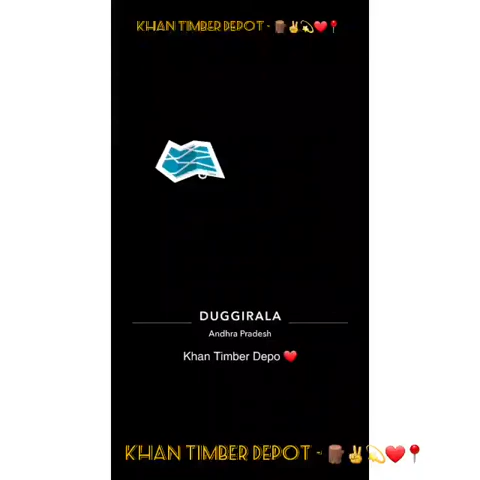 KHAN TIMBER DEPOT - 🪵✌️💫❤️📍
DUGGIRALA
Andhra Pradesh
Khan Timber Depo ❤️
KHAN TIMBER DEPOT - 🪵✌️💫❤️📍